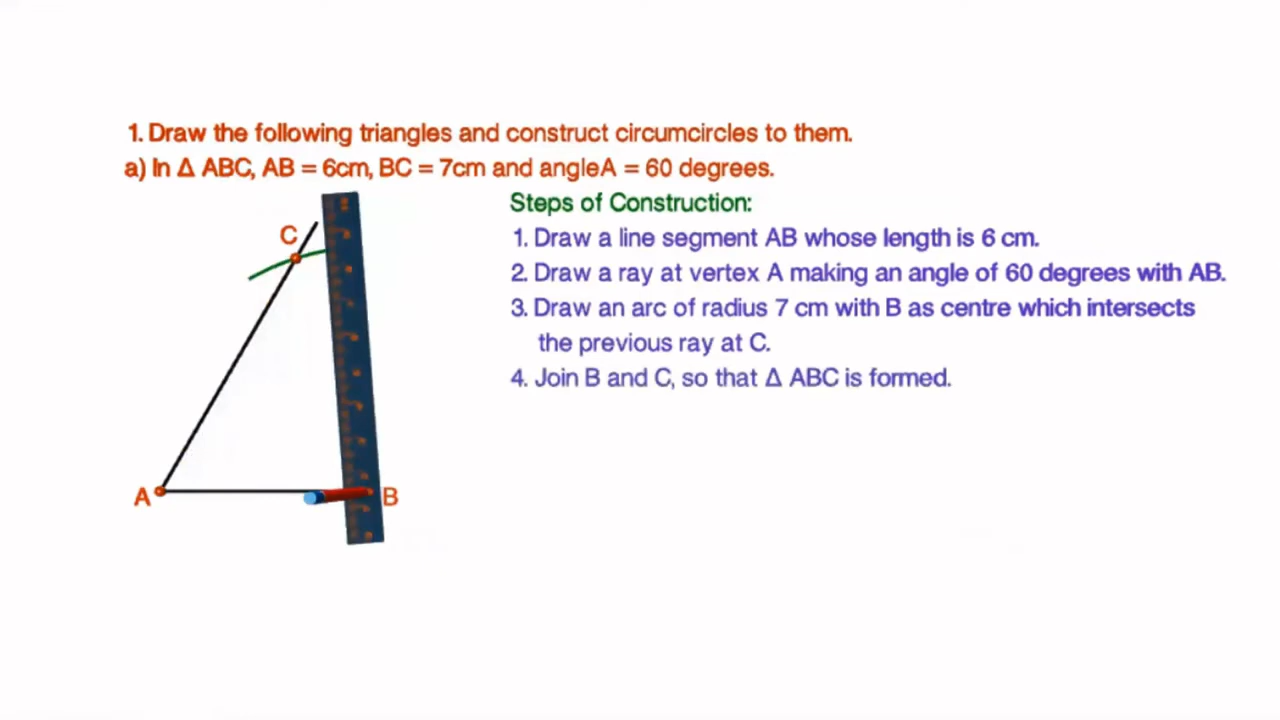 1. Draw the following triangles and construct circumcircles to them.
a) In Δ ABC, AB = 6cm, BC = 7cm and angleA = 60 degrees.
Steps of Construction:
1. Draw a line segment AB whose length is 6 cm.
2. Draw a ray at vertex A making an angle of 60 degrees with AB.
3. Draw an arc of radius 7 cm with B as centre which intersects
the previous ray at C.
4. Join B and C, so that Δ ABC is formed.
C
A
B